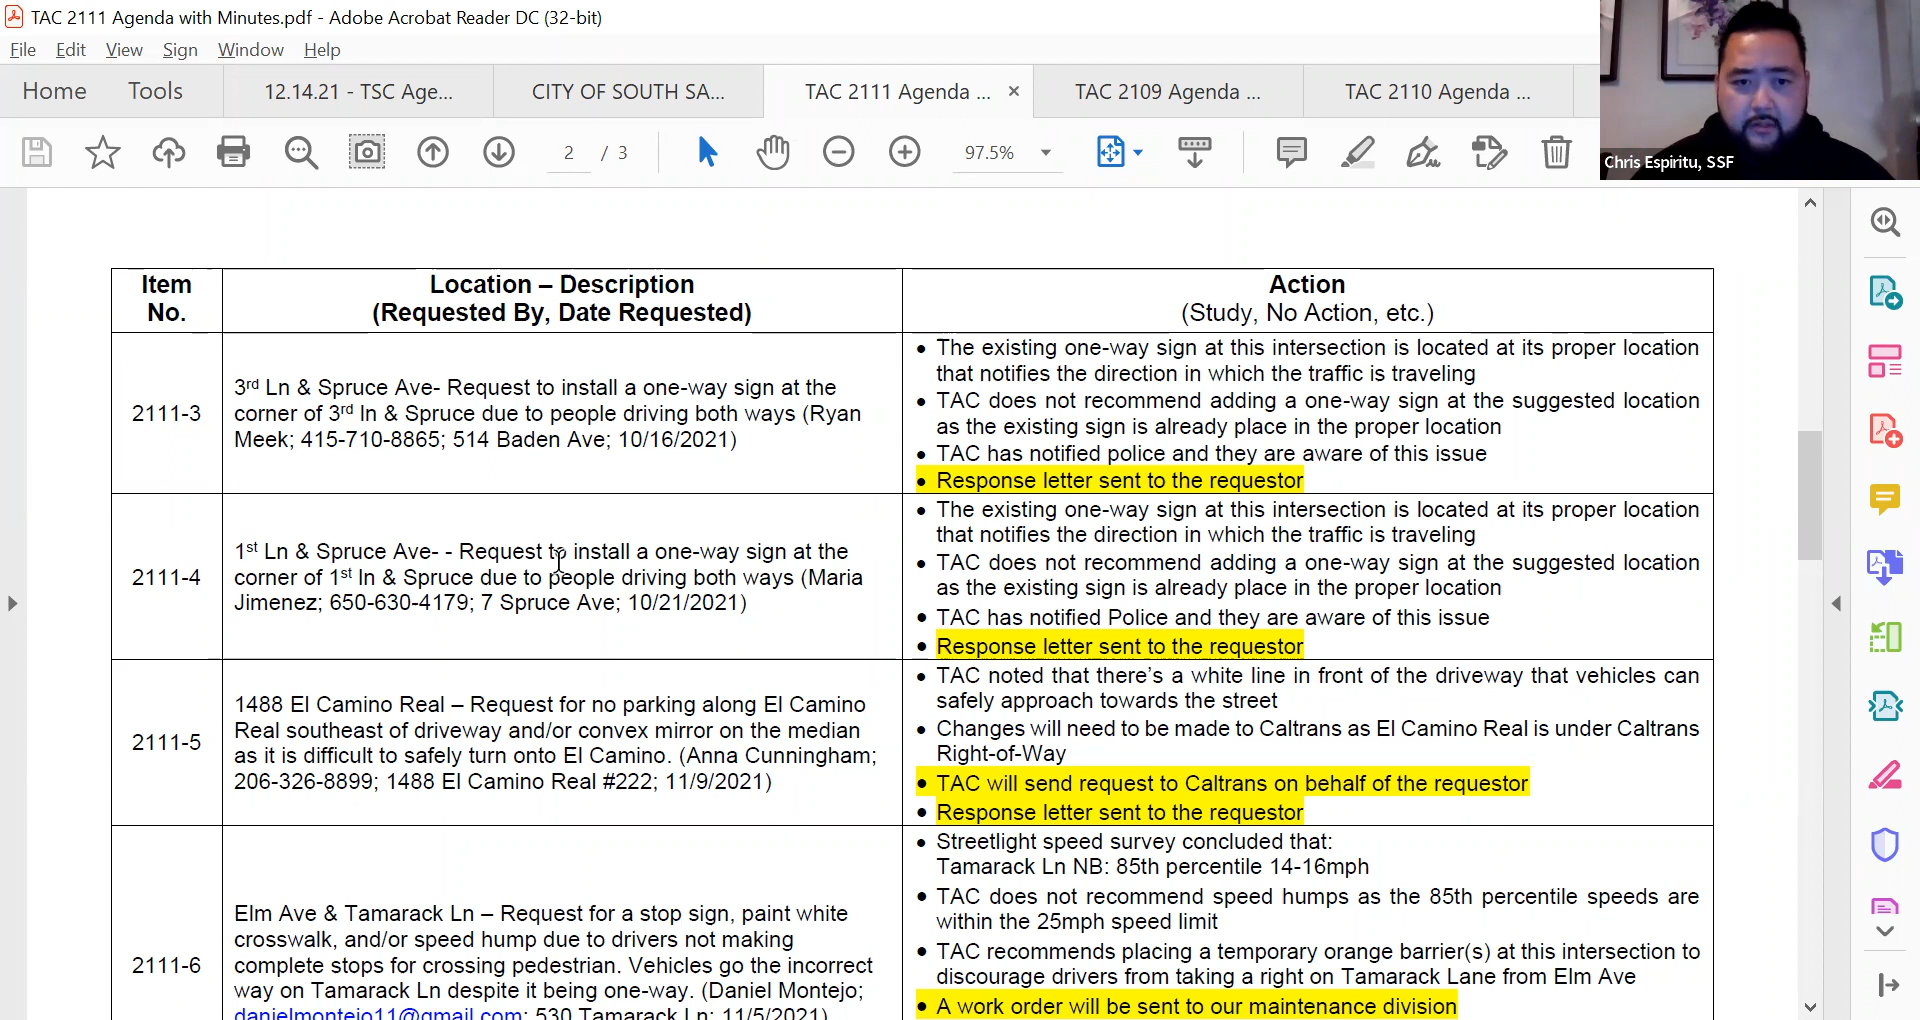 TAC 2111 Agenda with Minutes.pdf - Adobe Acrobat Reader DC (32-bit)
File Edit View Sign Window Help
Home Tools 12.14.21 - TSC Age... CITY OF SOUTH SA... TAC 2111 Agenda ... × TAC 2109 Agenda ... TAC 2110 Agenda ...
2 / 3 97.5%
Chris Espiritu, SSF
Item No.
Location – Description
(Requested By, Date Requested)
Action
(Study, No Action, etc.)
2111-3
3rd Ln & Spruce Ave- Request to install a one-way sign at the
corner of 3rd ln & Spruce due to people driving both ways (Ryan
Meek; 415-710-8865; 514 Baden Ave; 10/16/2021)
• The existing one-way sign at this intersection is located at its proper location
that notifies the direction in which the traffic is traveling
• TAC does not recommend adding a one-way sign at the suggested location
as the existing sign is already place in the proper location
• TAC has notified police and they are aware of this issue
• Response letter sent to the requestor
2111-4
1st Ln & Spruce Ave- - Request to install a one-way sign at the
corner of 1st ln & Spruce due to people driving both ways (Maria
Jimenez; 650-630-4179; 7 Spruce Ave; 10/21/2021)
• The existing one-way sign at this intersection is located at its proper location
that notifies the direction in which the traffic is traveling
• TAC does not recommend adding a one-way sign at the suggested location
as the existing sign is already place in the proper location
• TAC has notified Police and they are aware of this issue
• Response letter sent to the requestor
2111-5
1488 El Camino Real – Request for no parking along El Camino
Real southeast of driveway and/or convex mirror on the median
as it is difficult to safely turn onto El Camino. (Anna Cunningham;
206-326-8899; 1488 El Camino Real #222; 11/9/2021)
• TAC noted that there’s a white line in front of the driveway that vehicles can
safely approach towards the street
• Changes will need to be made to Caltrans as El Camino Real is under Caltrans
Right-of-Way
• TAC will send request to Caltrans on behalf of the requestor
• Response letter sent to the requestor
2111-6
Elm Ave & Tamarack Ln – Request for a stop sign, paint white
crosswalk, and/or speed hump due to drivers not making
complete stops for crossing pedestrian. Vehicles go the incorrect
way on Tamarack Ln despite it being one-way. (Daniel Montejo;
danielmontejo11@gmail.com; 530 Tamarack Ln; 11/5/2021)
• Streetlight speed survey concluded that:
Tamarack Ln NB: 85th percentile 14-16mph
• TAC does not recommend speed humps as the 85th percentile speeds are
within the 25mph speed limit
• TAC recommends placing a temporary orange barrier(s) at this intersection to
discourage drivers from taking a right on Tamarack Lane from Elm Ave
• A work order will be sent to our maintenance division